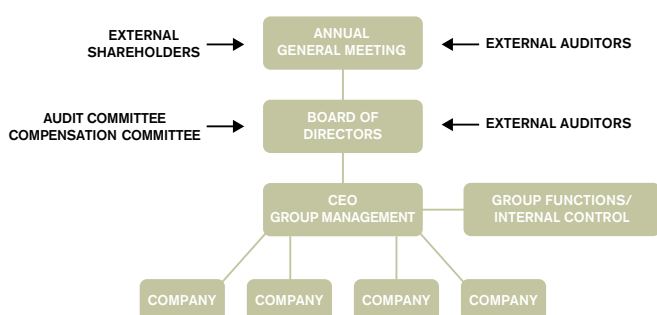 EXTERNAL
SHAREHOLDERS
ANNUAL
GENERAL MEETING
EXTERNAL AUDITORS
AUDIT COMMITTEE
COMPENSATION COMMITTEE
BOARD OF
DIRECTORS
EXTERNAL AUDITORS
CEO
GROUP MANAGEMENT
GROUP FUNCTIONS/
INTERNAL CONTROL
COMPANY
COMPANY
COMPANY
COMPANY